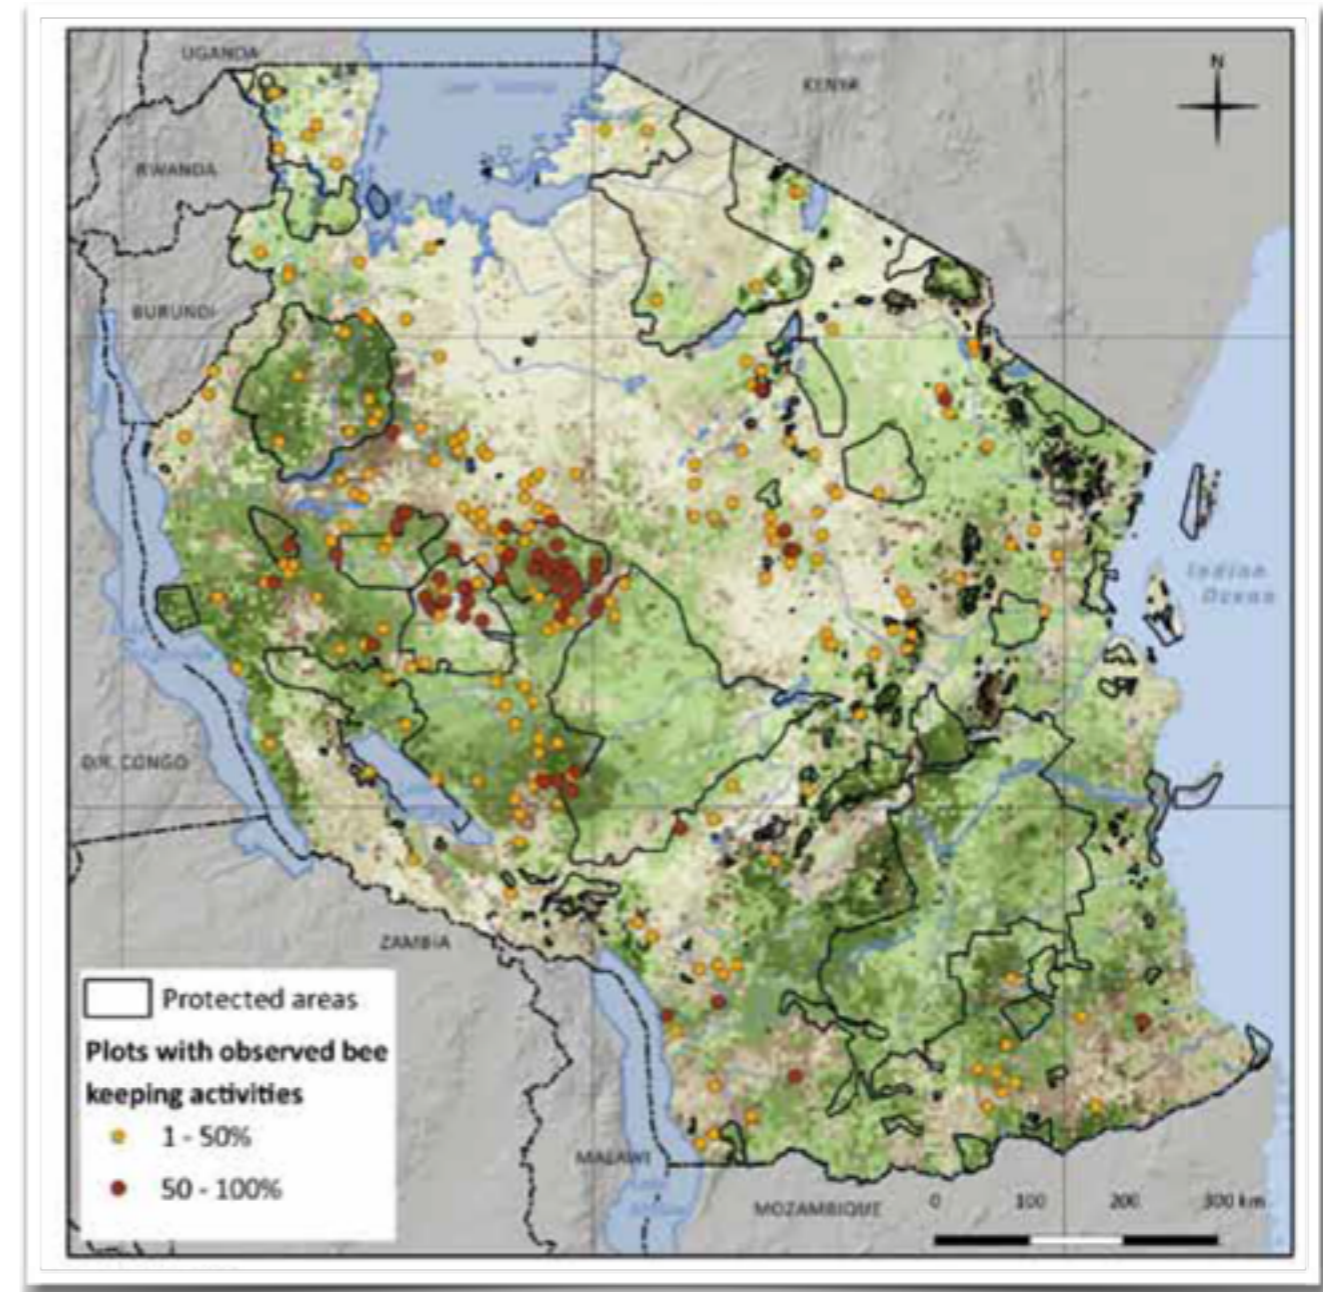 UGANDA
KENYA
N
RWANDA
BURUNDI
Indian
Ocean
D.R. CONGO
ZAMBIA
MALAWI
MOZAMBIQUE
Protected areas
Plots with observed bee
keeping activities
1 - 50%
50 - 100%
0 100 200 300 km